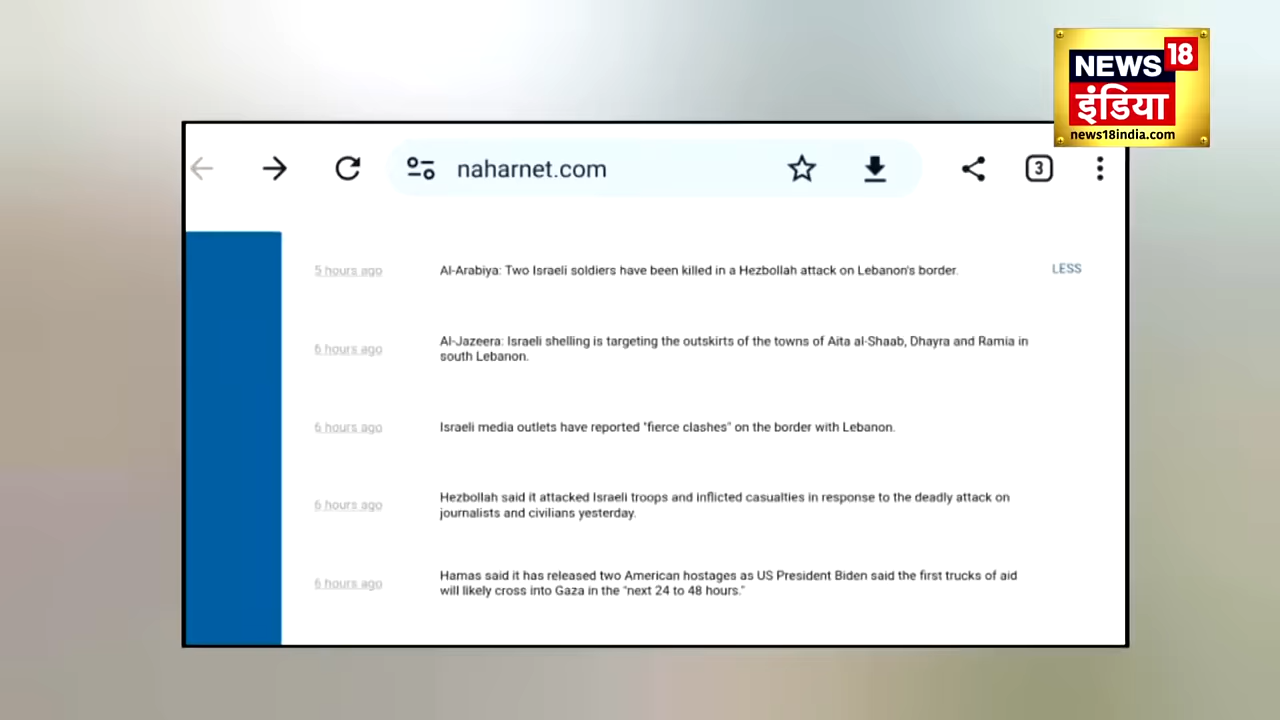 NEWS 18
इंडिया
news18india.com
naharnet.com
3
5 hours ago
Al-Arabiya: Two Israeli soldiers have been killed in a Hezbollah attack on Lebanon's border.
LESS
6 hours ago
Al-Jazeera: Israeli shelling is targeting the outskirts of the towns of Aita al-Shaab, Dhayra and Ramia in
south Lebanon.
6 hours ago
Israeli media outlets have reported "fierce clashes" on the border with Lebanon.
6 hours ago
Hezbollah said it attacked Israeli troops and inflicted casualties in response to the deadly attack on
journalists and civilians yesterday.
6 hours ago
Hamas said it has released two American hostages as US President Biden said the first trucks of aid
will likely cross into Gaza in the "next 24 to 48 hours."